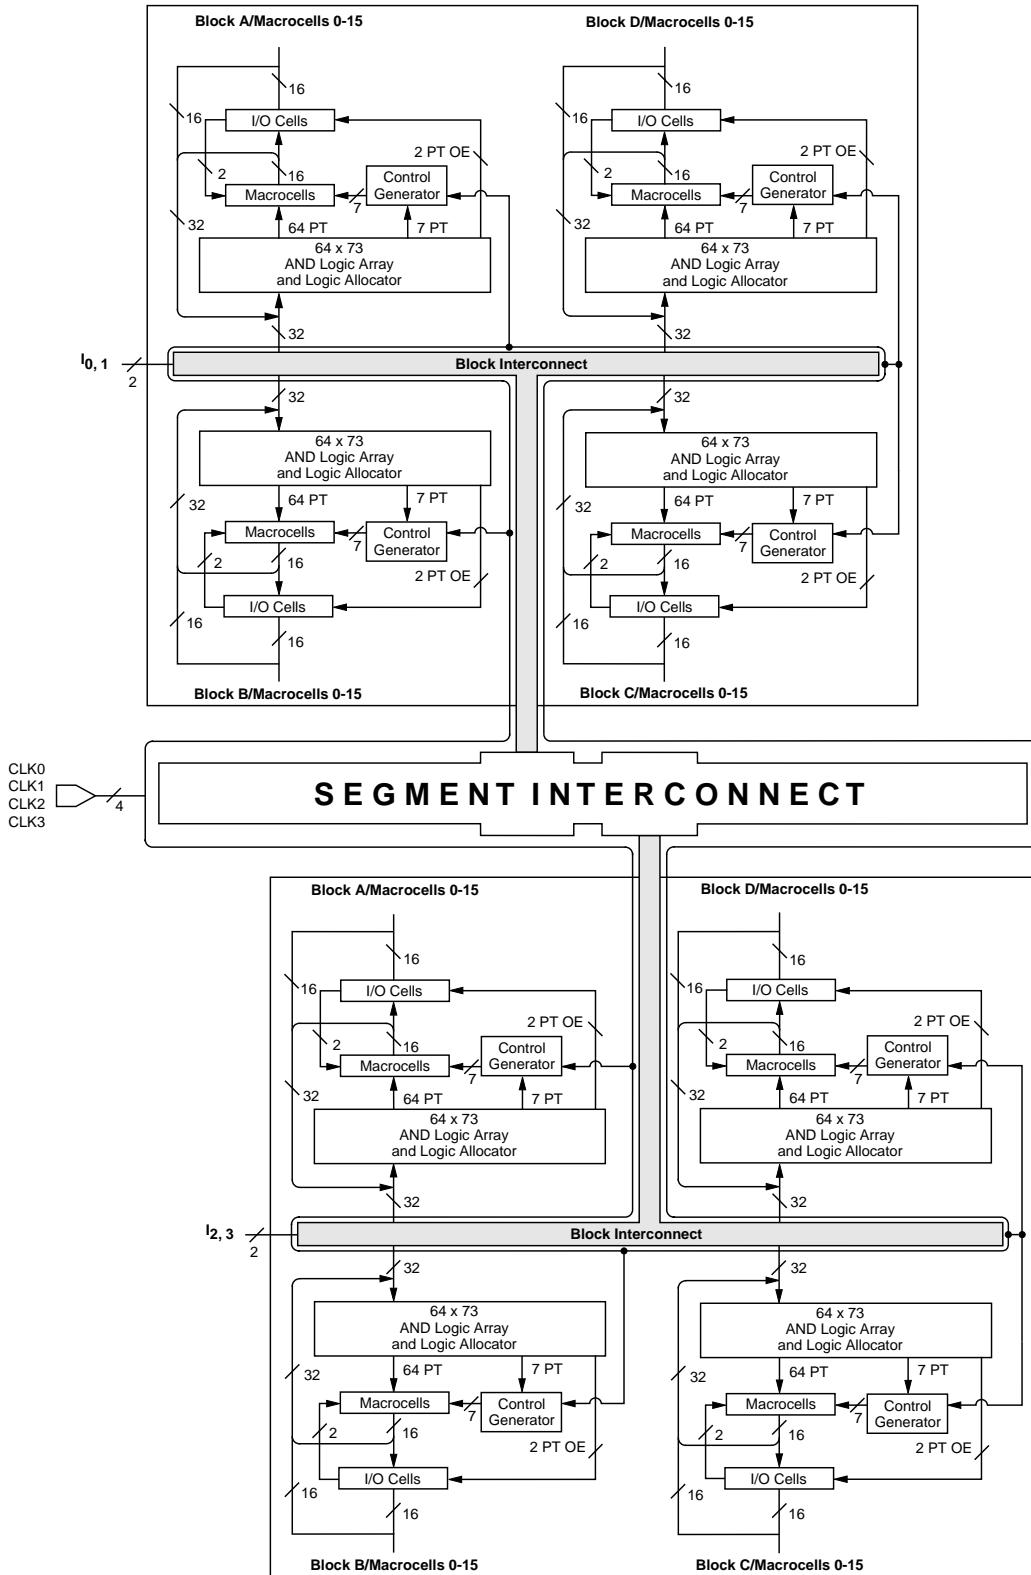 Block A/Macrocells 0-15
Block D/Macrocells 0-15
16
16
16
I/O Cells
16
I/O Cells
2 PT OE
2 PT OE
2
16
Control
Generator
2
16
Control
Generator
Macrocells
7
Macrocells
7
32
64 PT
7 PT
32
64 PT
7 PT
64 x 73
AND Logic Array
and Logic Allocator
64 x 73
AND Logic Array
and Logic Allocator
32
32
I0, 1
2
Block Interconnect
32
32
64 x 73
AND Logic Array
and Logic Allocator
64 x 73
AND Logic Array
and Logic Allocator
32
64 PT
7 PT
32
64 PT
7 PT
Macrocells
7
Control
Generator
Macrocells
7
Control
Generator
2
16
2 PT OE
2
16
2 PT OE
I/O Cells
I/O Cells
16
16
16
16
Block B/Macrocells 0-15
Block C/Macrocells 0-15
CLK0
CLK1
CLK2
CLK3
4
SEGMENT INTERCONNECT
Block A/Macrocells 0-15
Block D/Macrocells 0-15
16
16
16
I/O Cells
16
I/O Cells
2 PT OE
2 PT OE
2
16
Control
Generator
2
16
Control
Generator
Macrocells
7
Macrocells
7
32
64 PT
7 PT
32
64 PT
7 PT
64 x 73
AND Logic Array
and Logic Allocator
64 x 73
AND Logic Array
and Logic Allocator
32
32
I2, 3
2
Block Interconnect
32
32
64 x 73
AND Logic Array
and Logic Allocator
64 x 73
AND Logic Array
and Logic Allocator
32
64 PT
7 PT
32
64 PT
7 PT
Macrocells
7
Control
Generator
Macrocells
7
Control
Generator
2
16
2 PT OE
2
16
2 PT OE
I/O Cells
I/O Cells
16
16
16
16
Block B/Macrocells 0-15
Block C/Macrocells 0-15